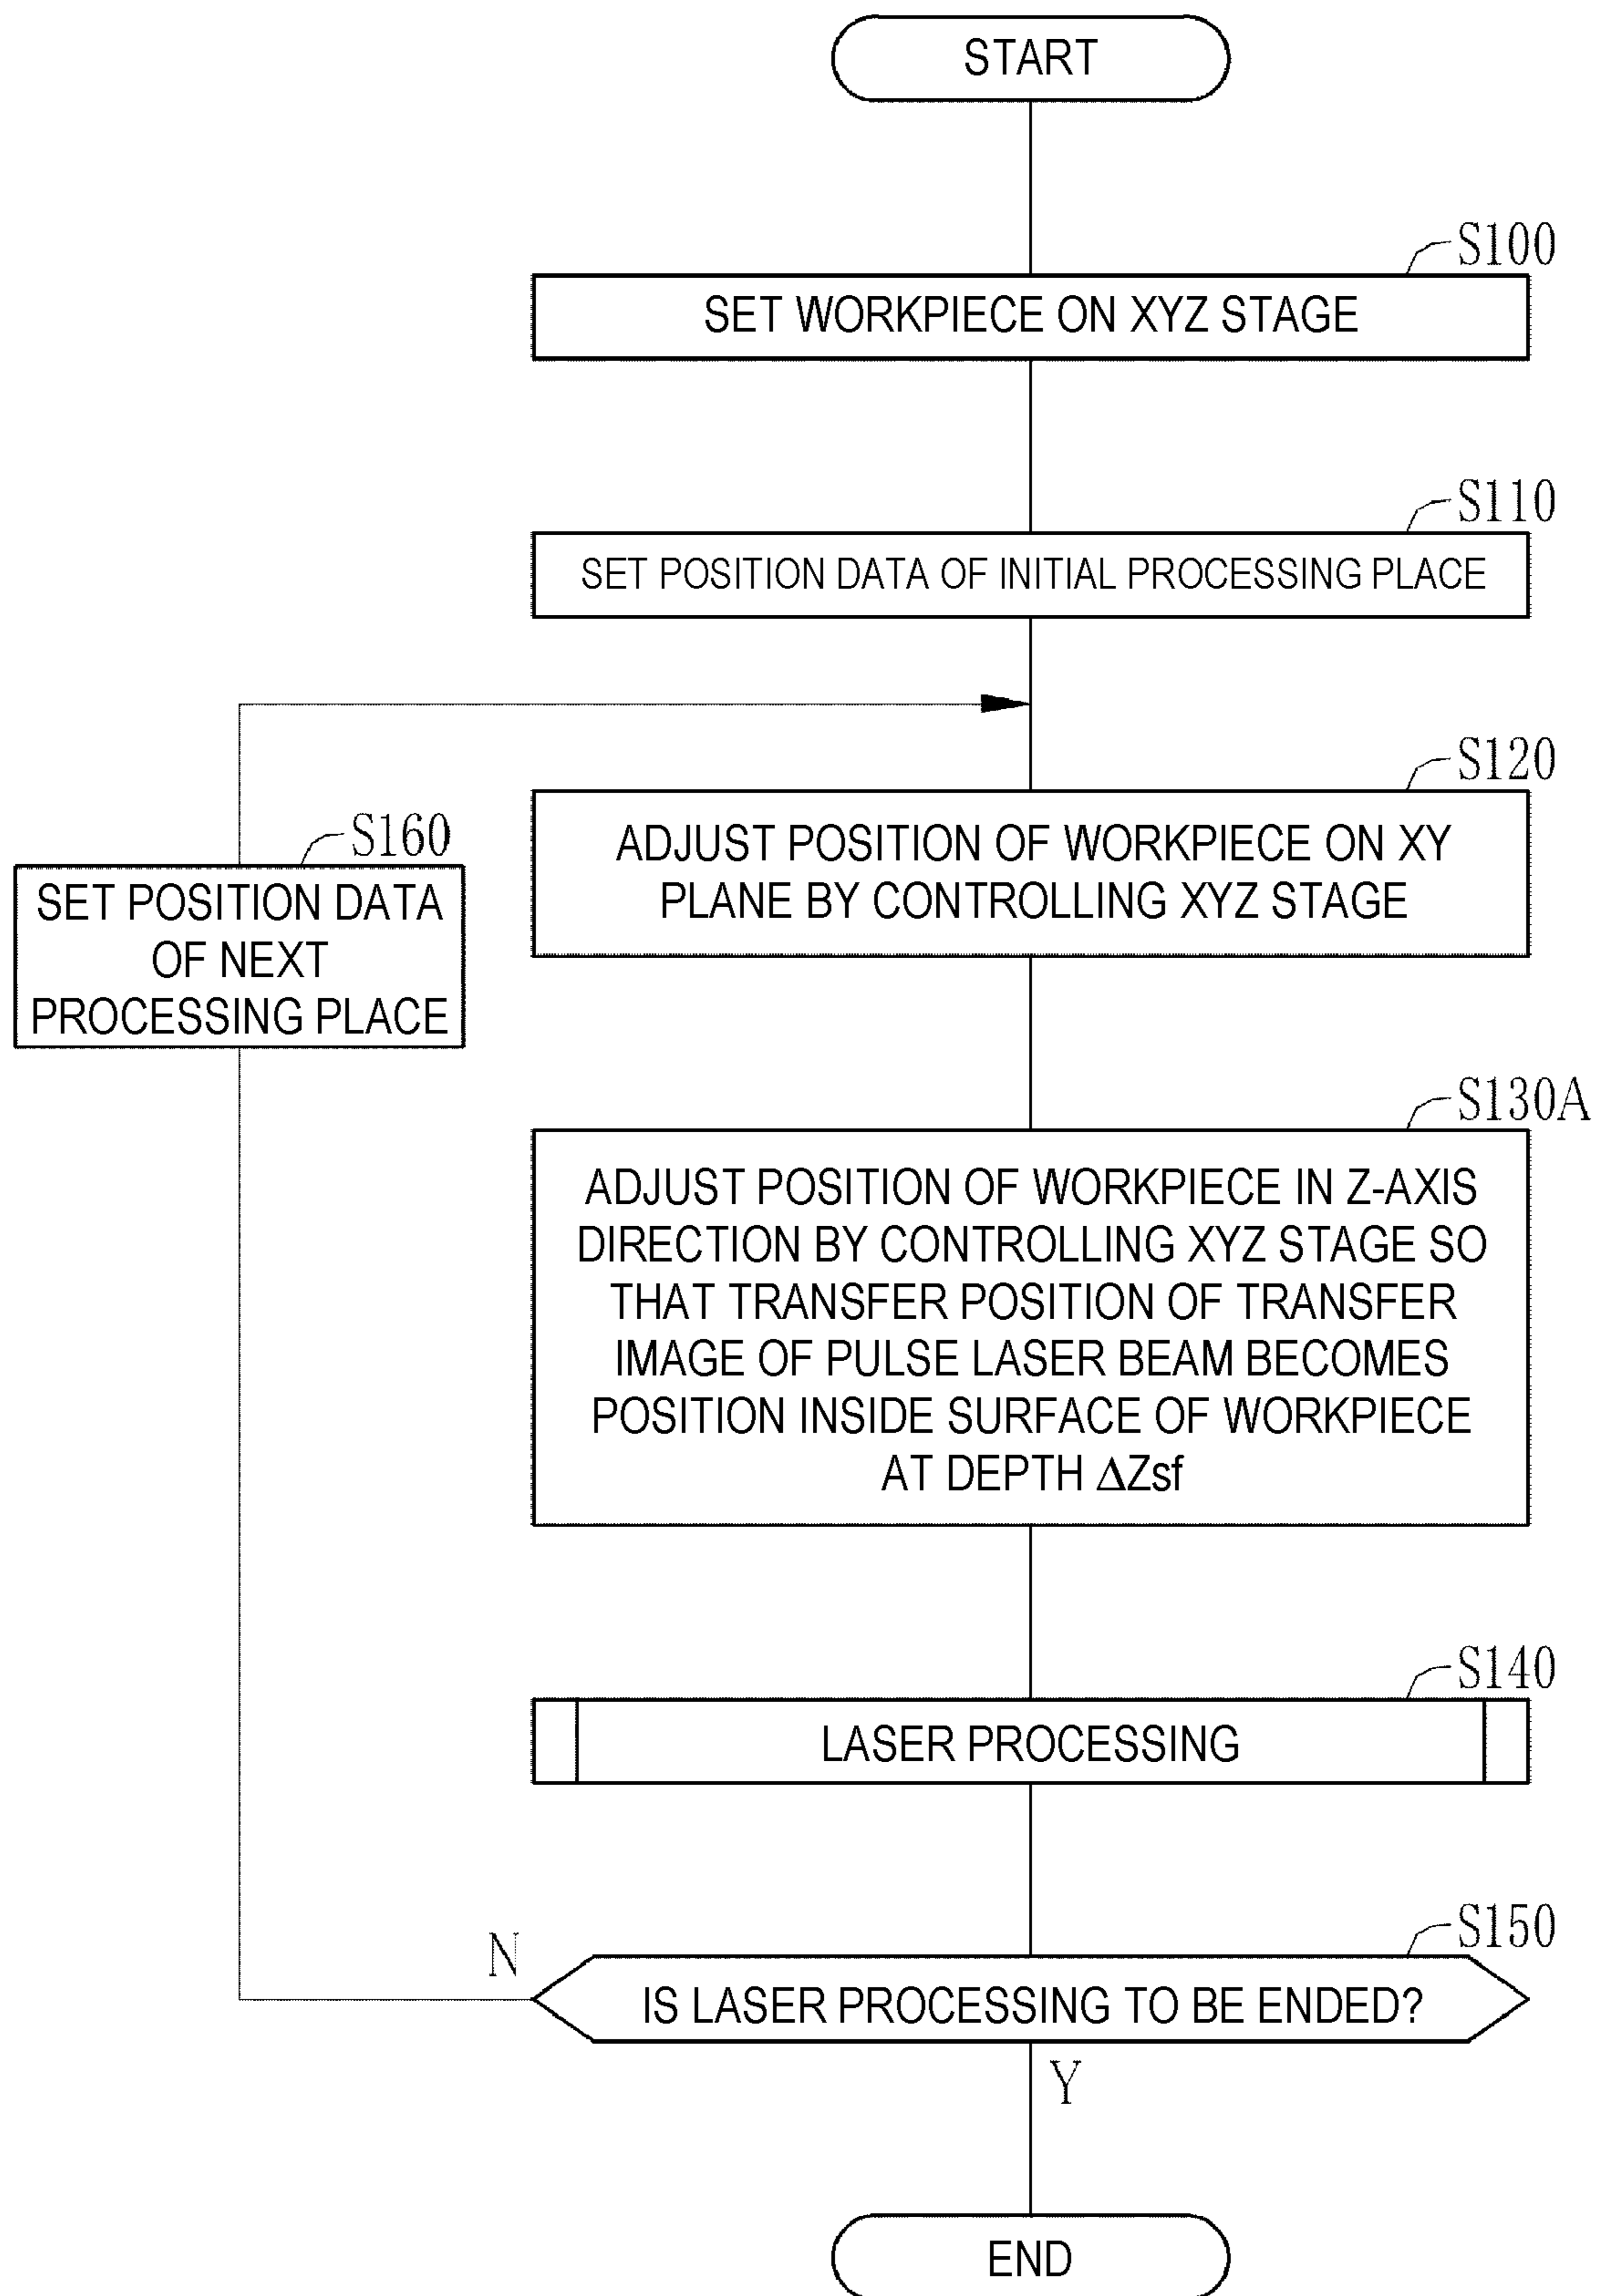 START
S100
SET WORKPIECE ON XYZ STAGE
S110
SET POSITION DATA OF INITIAL PROCESSING PLACE
S120
ADJUST POSITION OF WORKPIECE ON XY
PLANE BY CONTROLLING XYZ STAGE
S160
SET POSITION DATA
OF NEXT
PROCESSING PLACE
S130A
ADJUST POSITION OF WORKPIECE IN Z-AXIS
DIRECTION BY CONTROLLING XYZ STAGE SO
THAT TRANSFER POSITION OF TRANSFER
IMAGE OF PULSE LASER BEAM BECOMES
POSITION INSIDE SURFACE OF WORKPIECE
AT DEPTH ΔZsf
S140
LASER PROCESSING
S150
N
IS LASER PROCESSING TO BE ENDED?
Y
END